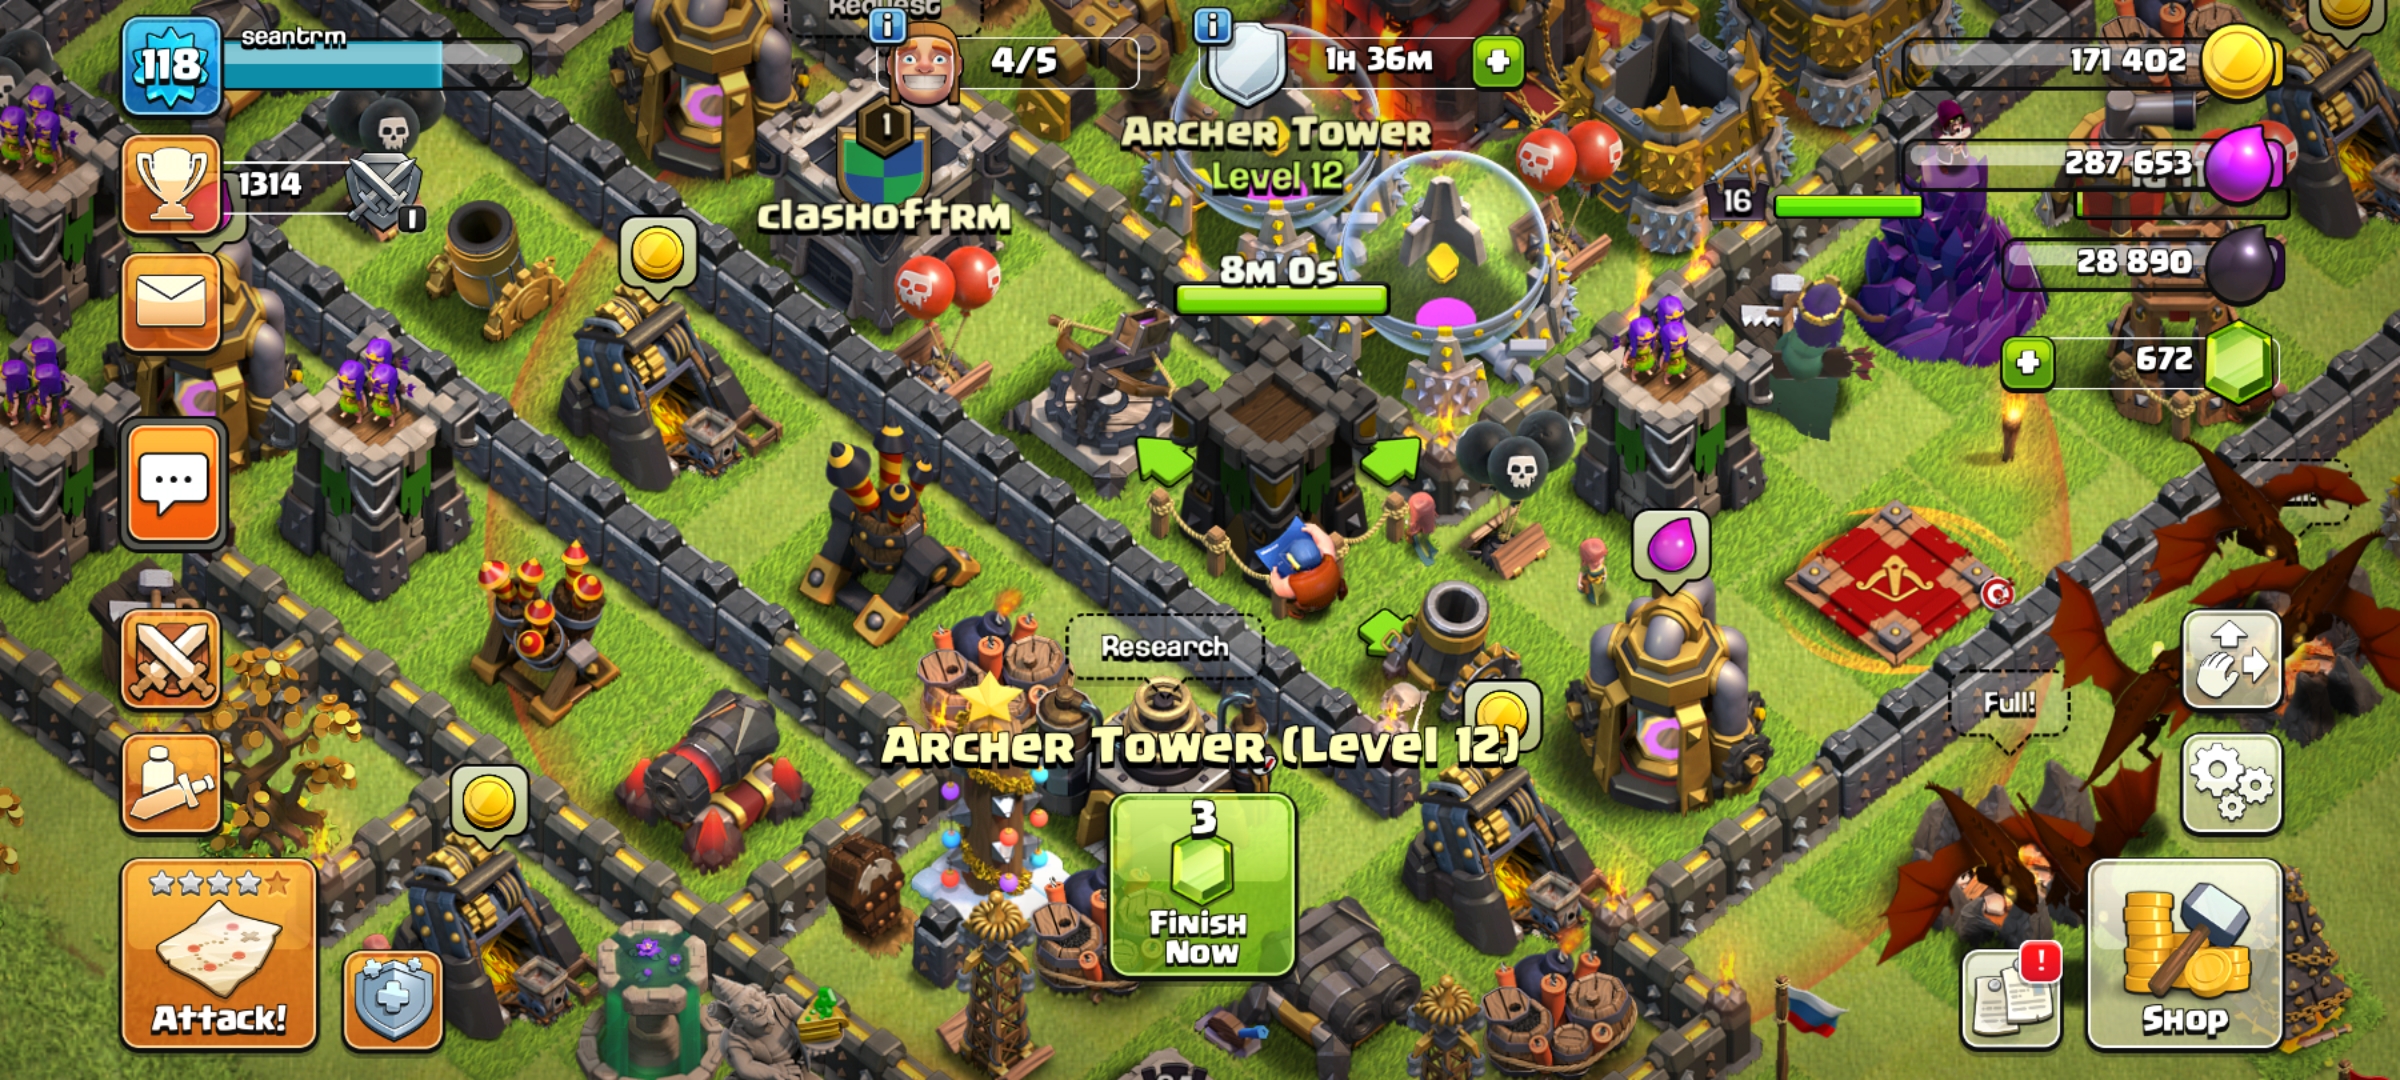 Request
118
seantrm
4/5
1h 36m
171 402
1314
I
1
clashoftrm
Archer Tower
Level 12
287 653
16
8m 0s
28 890
672
Research
Full!
Archer Tower (Level 12)
3
Finish
Now
Attack!
!
Shop